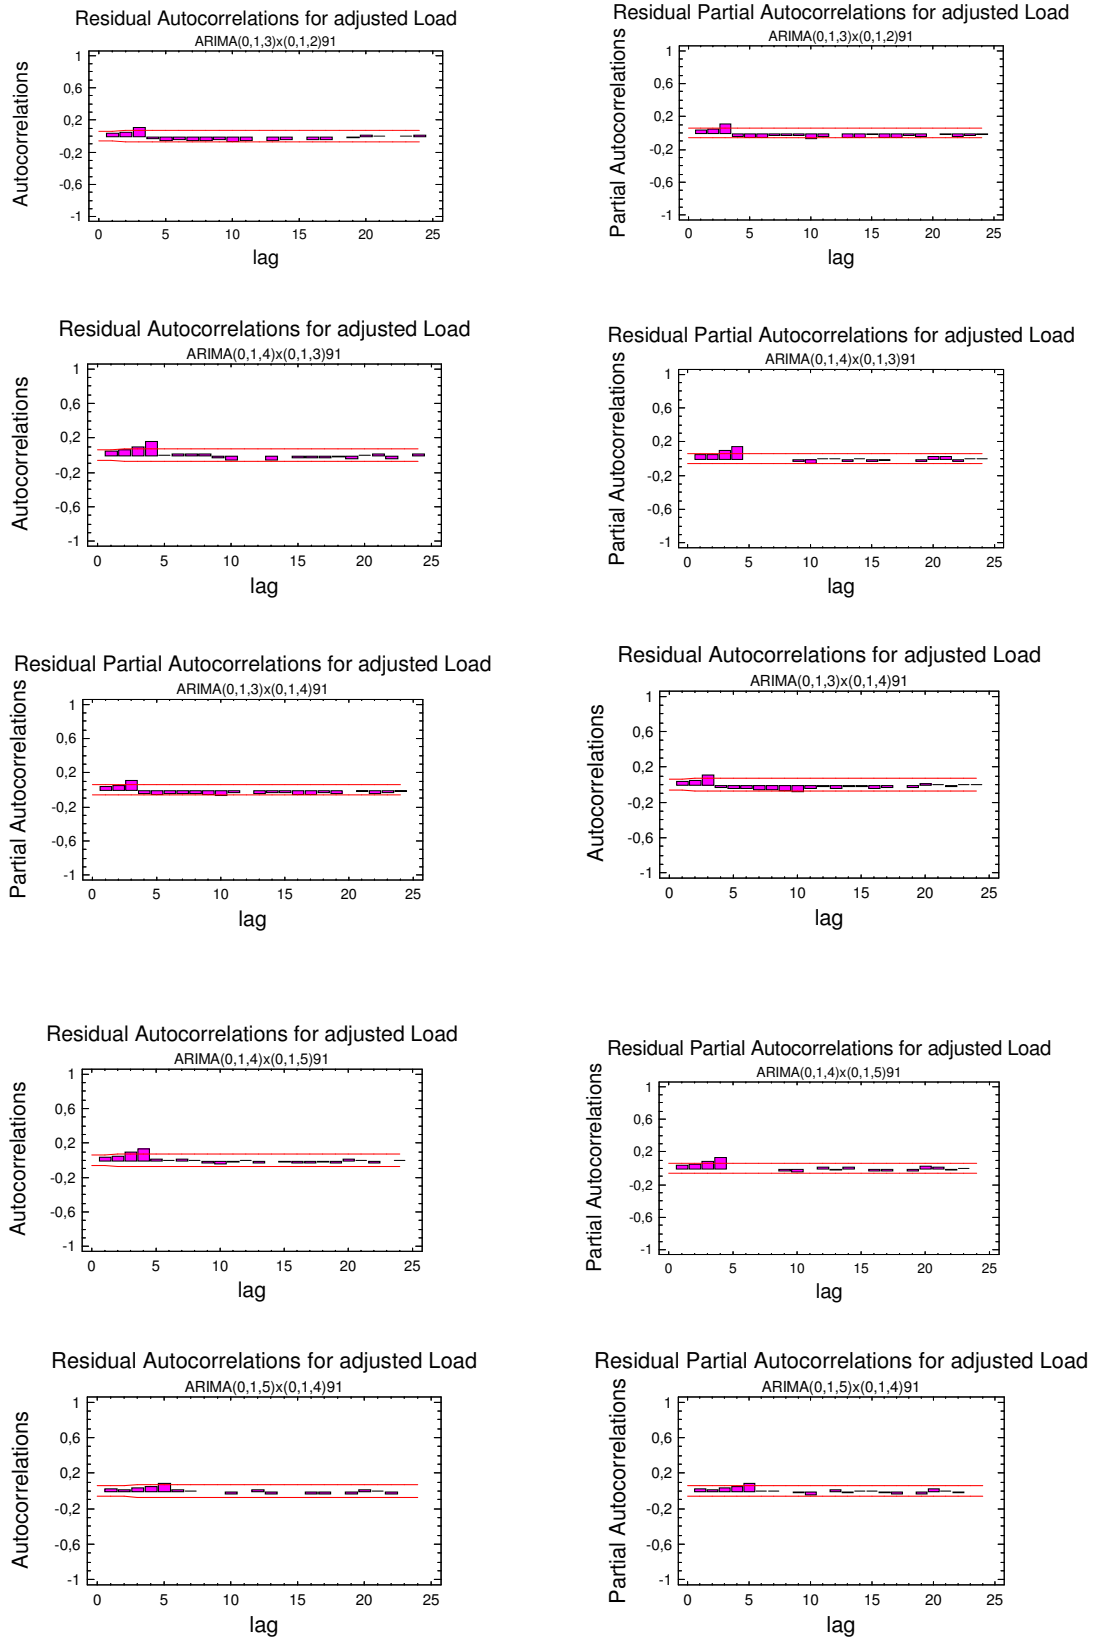 Residual Autocorrelations for adjusted Load
ARIMA(0,1,3)x(0,1,2)91
Autocorrelations
1
0,6
0,2
-0,2
-0,6
-1
0 5 10 15 20 25
lag
Residual Partial Autocorrelations for adjusted Load
ARIMA(0,1,3)x(0,1,2)91
Partial Autocorrelations
1
0,6
0,2
-0,2
-0,6
-1
0 5 10 15 20 25
lag
Residual Autocorrelations for adjusted Load
ARIMA(0,1,4)x(0,1,3)91
Autocorrelations
1
0,6
0,2
-0,2
-0,6
-1
0 5 10 15 20 25
lag
Residual Partial Autocorrelations for adjusted Load
ARIMA(0,1,4)x(0,1,3)91
Partial Autocorrelations
1
0,6
0,2
-0,2
-0,6
-1
0 5 10 15 20 25
lag
Residual Partial Autocorrelations for adjusted Load
ARIMA(0,1,3)x(0,1,4)91
Partial Autocorrelations
1
0,6
0,2
-0,2
-0,6
-1
0 5 10 15 20 25
lag
Residual Autocorrelations for adjusted Load
ARIMA(0,1,3)x(0,1,4)91
Autocorrelations
1
0,6
0,2
-0,2
-0,6
-1
0 5 10 15 20 25
lag
Residual Autocorrelations for adjusted Load
ARIMA(0,1,4)x(0,1,5)91
Autocorrelations
1
0,6
0,2
-0,2
-0,6
-1
0 5 10 15 20 25
lag
Residual Partial Autocorrelations for adjusted Load
ARIMA(0,1,4)x(0,1,5)91
Partial Autocorrelations
1
0,6
0,2
-0,2
-0,6
-1
0 5 10 15 20 25
lag
Residual Autocorrelations for adjusted Load
ARIMA(0,1,5)x(0,1,4)91
Autocorrelations
1
0,6
0,2
-0,2
-0,6
-1
0 5 10 15 20 25
lag
Residual Partial Autocorrelations for adjusted Load
ARIMA(0,1,5)x(0,1,4)91
Partial Autocorrelations
1
0,6
0,2
-0,2
-0,6
-1
0 5 10 15 20 25
lag